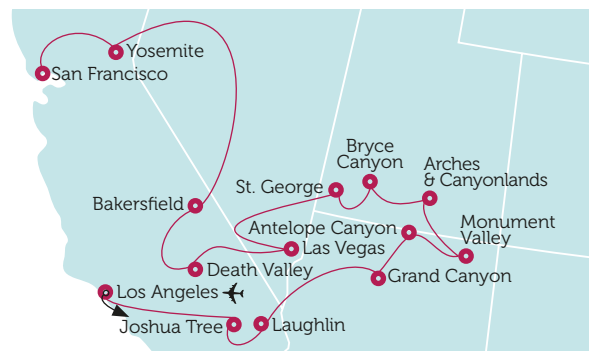 Yosemite
San Francisco
Bryce
Canyon
Arches
& Canyonlands
St. George
Bakersfield
Antelope Canyon
Monument
Valley
Las Vegas
Death Valley
Grand Canyon
Los Angeles
Joshua Tree
Laughlin